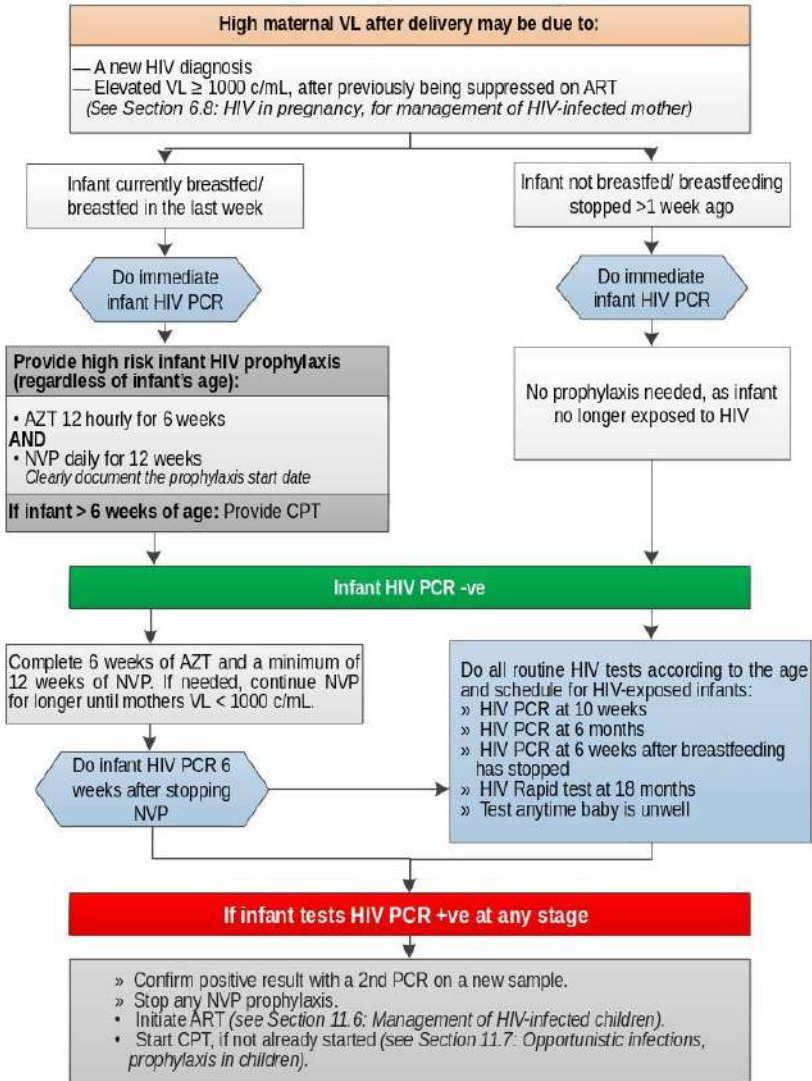 High maternal VL after delivery may be due to:
— A new HIV diagnosis
— Elevated VL ≥ 1000 c/mL, after previously being suppressed on ART
(See Section 6.8: HIV in pregnancy, for management of HIV-infected mother)
Infant currently breastfed/
breastfed in the last week
Infant not breastfed/ breastfeeding
stopped >1 week ago
Do immediate
infant HIV PCR
Do immediate
infant HIV PCR
Provide high risk infant HIV prophylaxis
(regardless of infant's age):
• AZT 12 hourly for 6 weeks
AND
• NVP daily for 12 weeks
Clearly document the prophylaxis start date
If infant > 6 weeks of age: Provide CPT
No prophylaxis needed, as infant
no longer exposed to HIV
Infant HIV PCR -ve
Complete 6 weeks of AZT and a minimum of
12 weeks of NVP. If needed, continue NVP
for longer until mothers VL < 1000 c/mL.
Do infant HIV PCR 6
weeks after stopping
NVP
Do all routine HIV tests according to the age
and schedule for HIV-exposed infants:
» HIV PCR at 10 weeks
» HIV PCR at 6 months
» HIV PCR at 6 weeks after breastfeeding
has stopped
» HIV Rapid test at 18 months
» Test anytime baby is unwell
If infant tests HIV PCR +ve at any stage
» Confirm positive result with a 2nd PCR on a new sample.
» Stop any NVP prophylaxis.
• Initiate ART (see Section 11.6: Management of HIV-infected children).
• Start CPT, if not already started (see Section 11.7: Opportunistic infections,
prophylaxis in children).